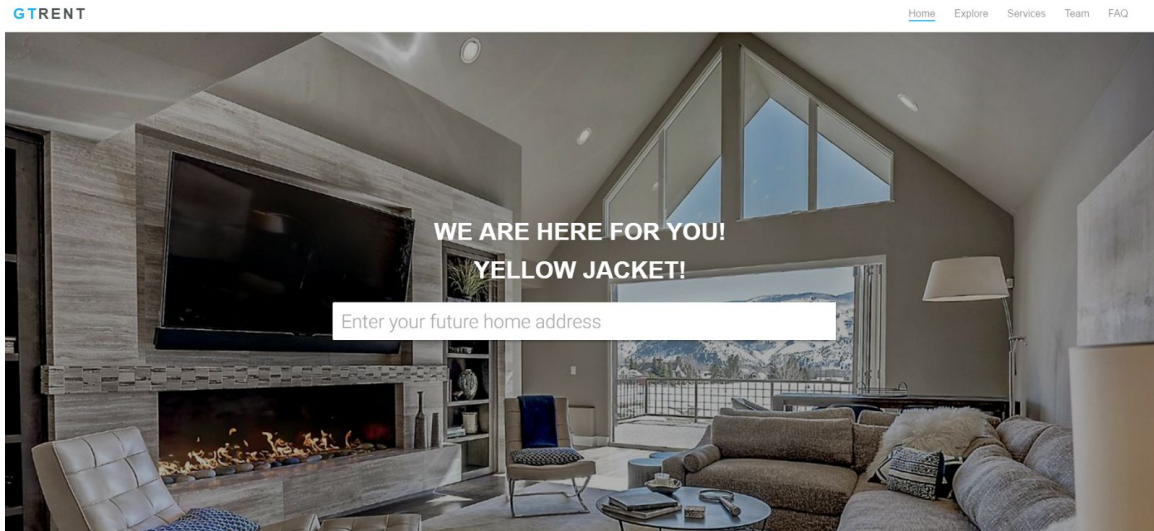 GTRENT
Home Explore Services Team FAQ
WE ARE HERE FOR YOU!
YELLOW JACKET!
Enter your future home address